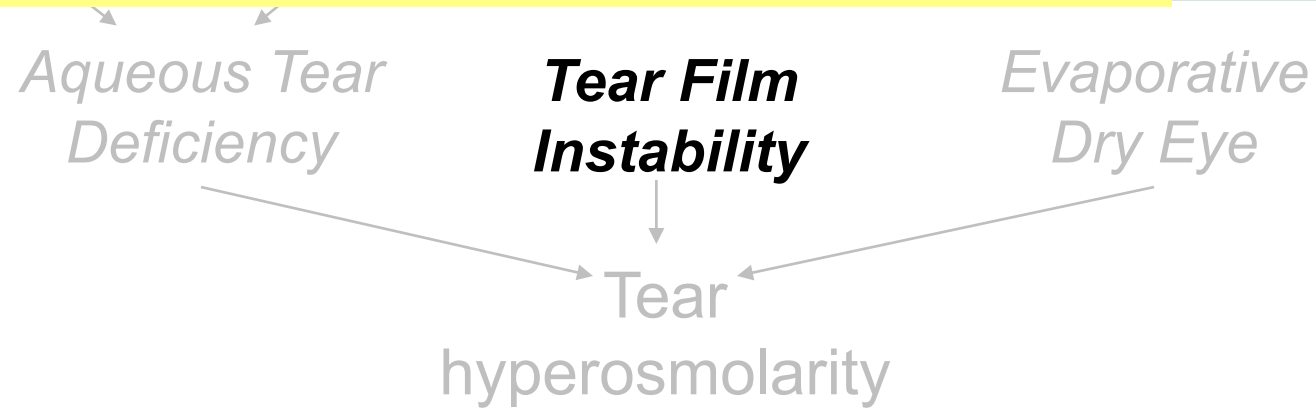 Aqueous Tear
Deficiency
Tear Film
Instability
Evaporative
Dry Eye
Tear
hyperosmolarity